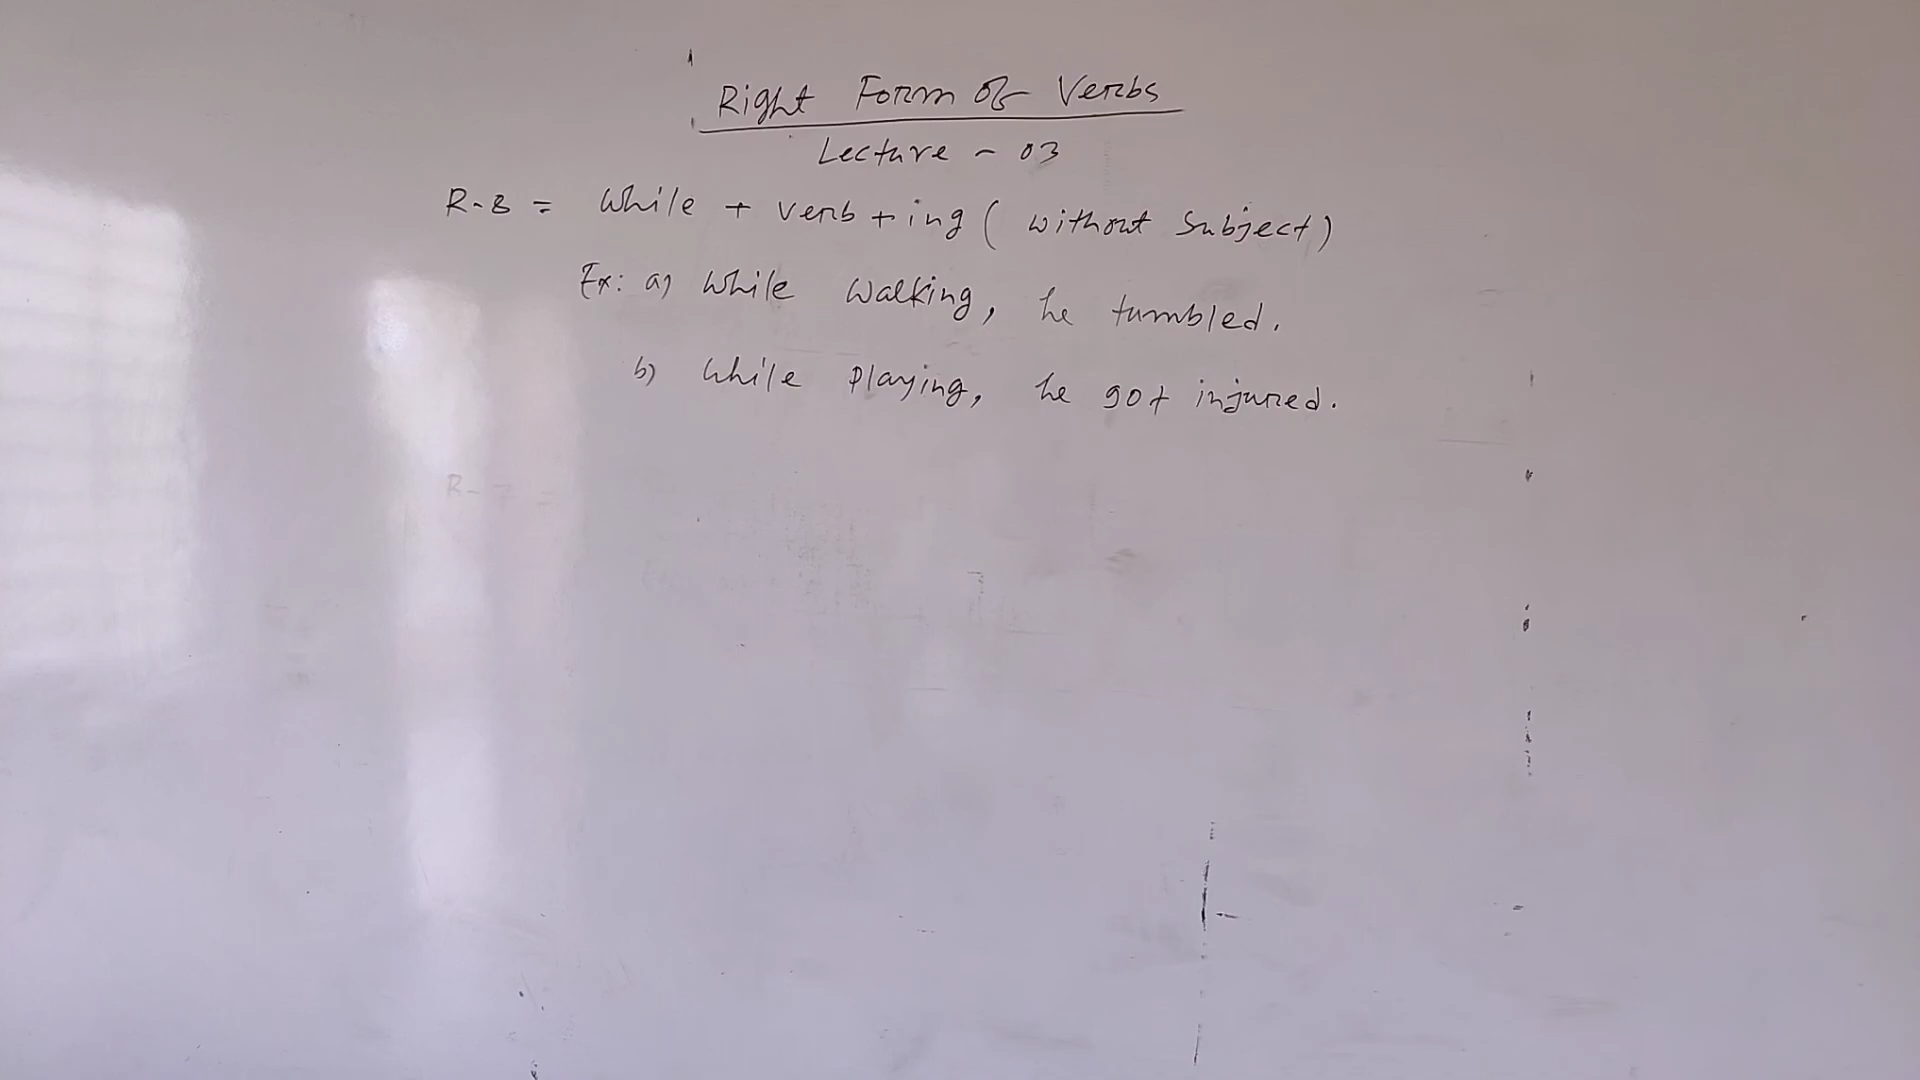 Right Form of Verbs
Lecture - 03
R-8 = While + verb + ing ( without subject )
Ex: a) While walking, he tumbled.
b) While playing, he got injured.
R-7 =